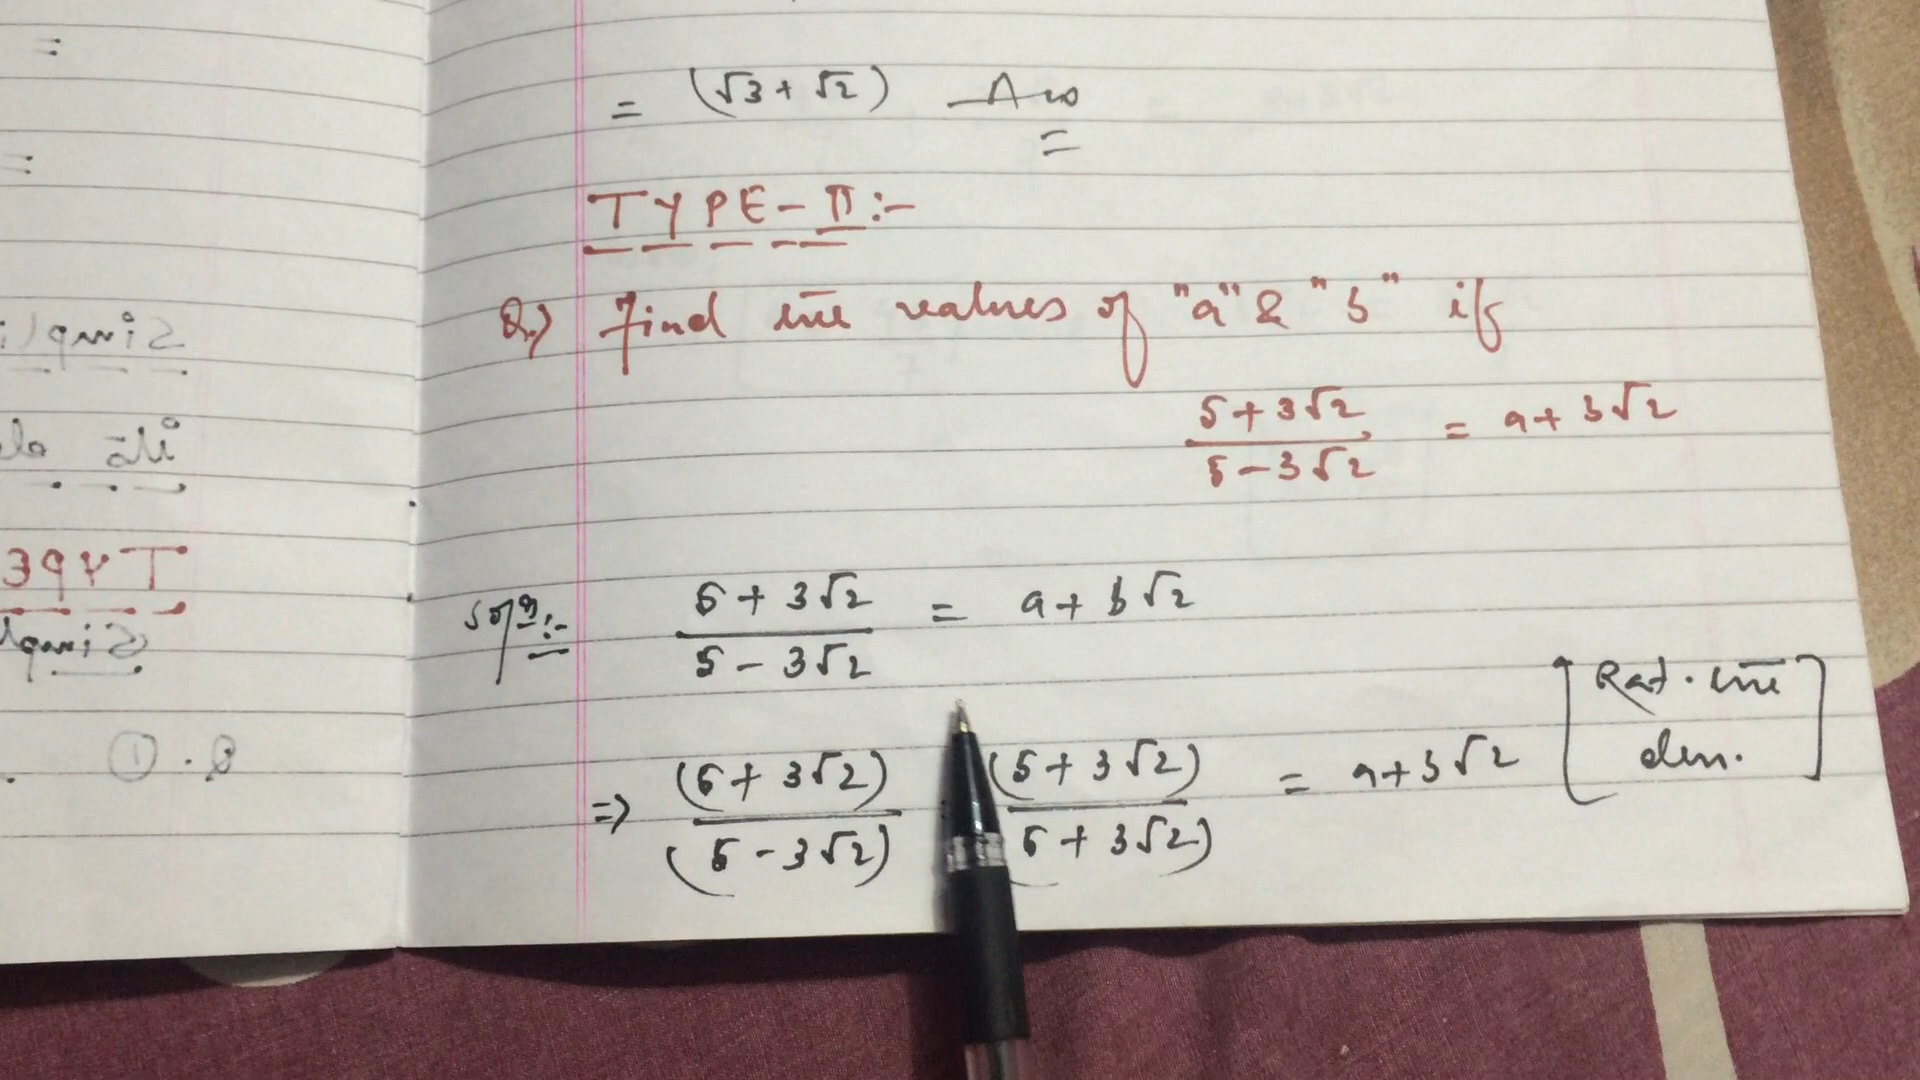 = (√3 + √2) Ans
TYPE - II :-
Q.) Find the values of "a" & "b" if
5+3√2 / 5-3√2 = a + b√2
Solⁿ:- 5 + 3√2 / 5 - 3√2 = a + b√2
=> (5 + 3√2) / (5 - 3√2) (5 + 3√2) / 5 + 3√2) = a + b√2 [Rat. the den.]